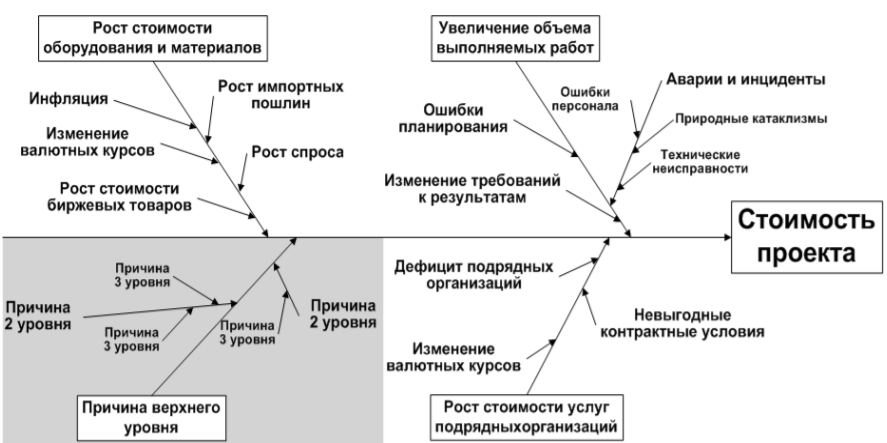 Рост стоимости
оборудования и материалов
Увеличение объема
выполняемых работ
Инфляция
Рост импортных
пошлин
Изменение
валютных курсов
Рост спроса
Рост стоимости
биржевых товаров
Ошибки
планирования
Ошибки
персонала
Аварии и инциденты
Природные катаклизмы
Технические
неисправности
Изменение требований
к результатам
Стоимость
проекта
Причина
3 уровня
Причина
2 уровня
Причина
3 уровня
Причина
3 уровня
Причина
2 уровня
Причина верхнего
уровня
Дефицит подрядных
организаций
Невыгодные
контрактные условия
Изменение
валютных курсов
Рост стоимости услуг
подрядныхорганизаций